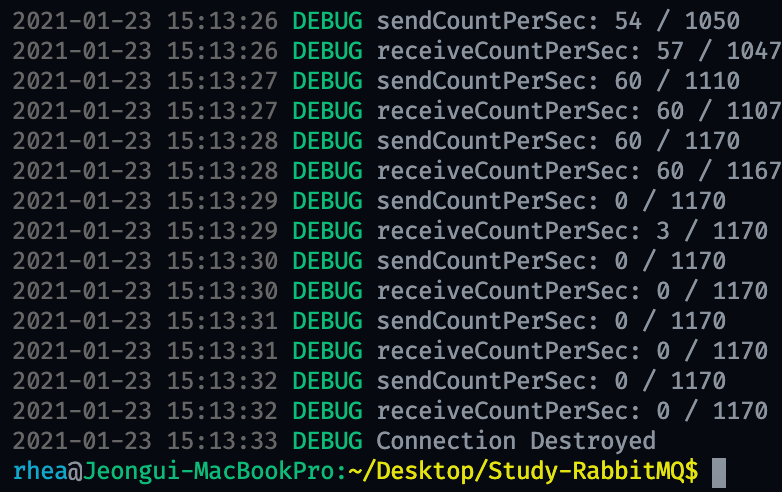 2021-01-23 15:13:26 DEBUG sendCountPerSec: 54 / 1050
2021-01-23 15:13:26 DEBUG receiveCountPerSec: 57 / 1047
2021-01-23 15:13:27 DEBUG sendCountPerSec: 60 / 1110
2021-01-23 15:13:27 DEBUG receiveCountPerSec: 60 / 1107
2021-01-23 15:13:28 DEBUG sendCountPerSec: 60 / 1170
2021-01-23 15:13:28 DEBUG receiveCountPerSec: 60 / 1167
2021-01-23 15:13:29 DEBUG sendCountPerSec: 0 / 1170
2021-01-23 15:13:29 DEBUG receiveCountPerSec: 3 / 1170
2021-01-23 15:13:30 DEBUG sendCountPerSec: 0 / 1170
2021-01-23 15:13:30 DEBUG receiveCountPerSec: 0 / 1170
2021-01-23 15:13:31 DEBUG sendCountPerSec: 0 / 1170
2021-01-23 15:13:31 DEBUG receiveCountPerSec: 0 / 1170
2021-01-23 15:13:32 DEBUG sendCountPerSec: 0 / 1170
2021-01-23 15:13:32 DEBUG receiveCountPerSec: 0 / 1170
2021-01-23 15:13:33 DEBUG Connection Destroyed
rhea@Jeongui-MacBookPro:~/Desktop/Study-RabbitMQ$